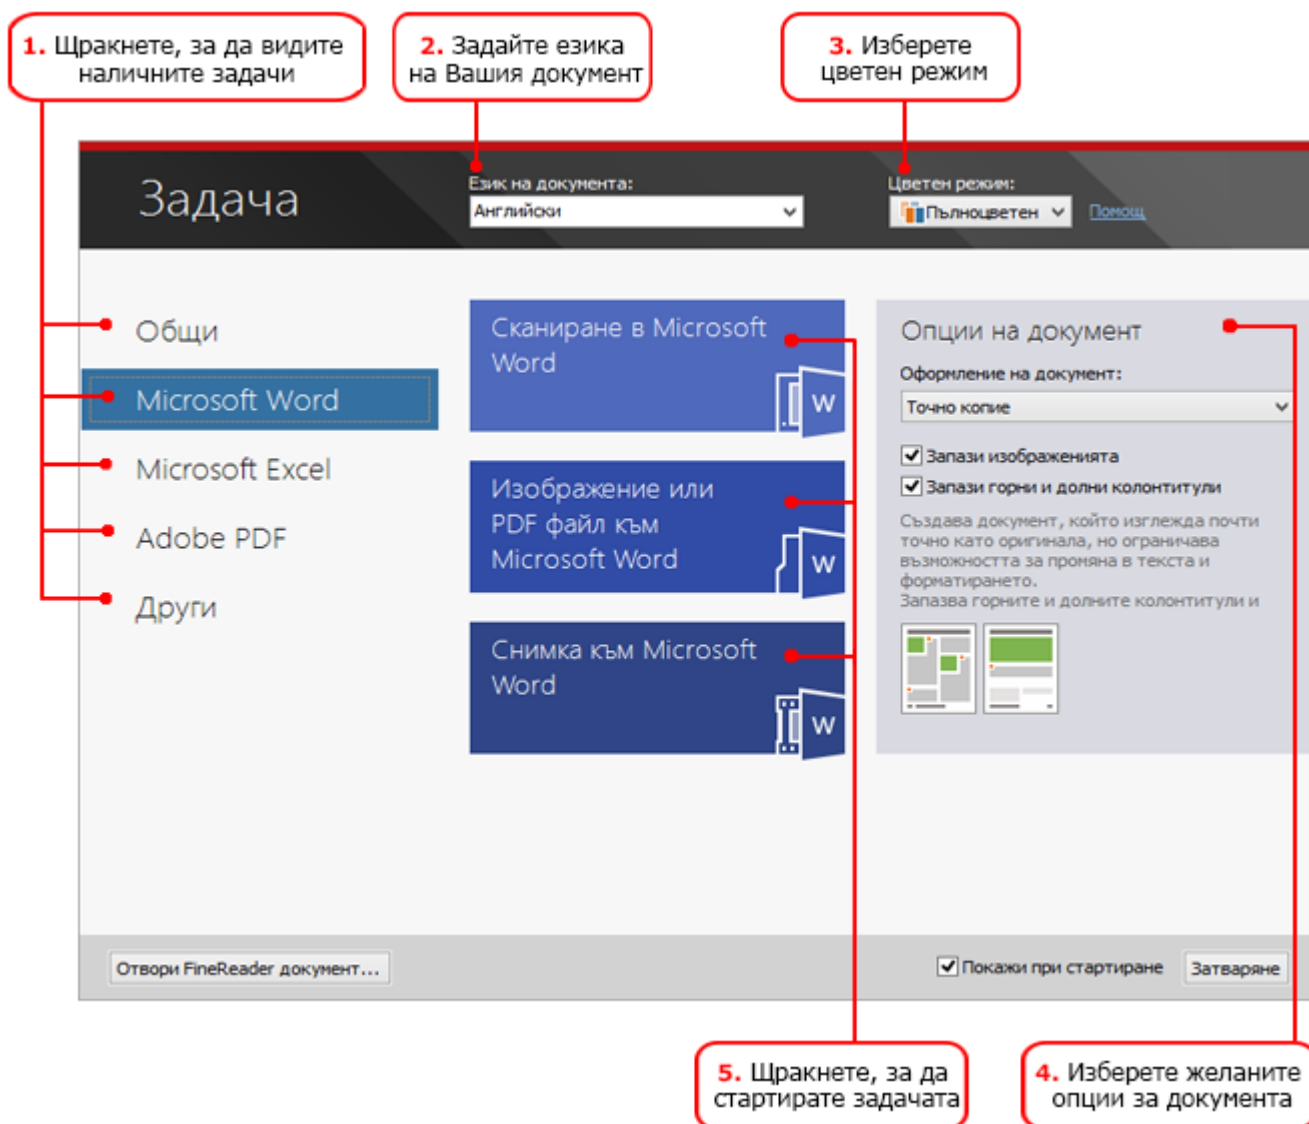 1. Щракнете, за да видите
наличните задачи
2. Задайте езика
на Вашия документ
3. Изберете
цветен режим
Задача
Език на документа:
Английски
Цветен режим:
Пълноцветен
Помощ
Общи
Microsoft Word
Microsoft Excel
Adobe PDF
Други
Сканиране в Microsoft
Word
W
Изображение или
PDF файл към
Microsoft Word
W
Снимка към Microsoft
Word
W
Опции на документ
Оформление на документ:
Точно копие
Запази изображенията
Запази горни и долни колонтитули
Създава документ, който изглежда почти
точно като оригинала, но ограничава
възможността за промяна в текста и
форматирането.
Запазва горните и долните колонтитули и
Отвори FineReader документ...
Покажи при стартиране
Затваряне
5. Щракнете, за да
стартирате задачата
4. Изберете желаните
опции за документа